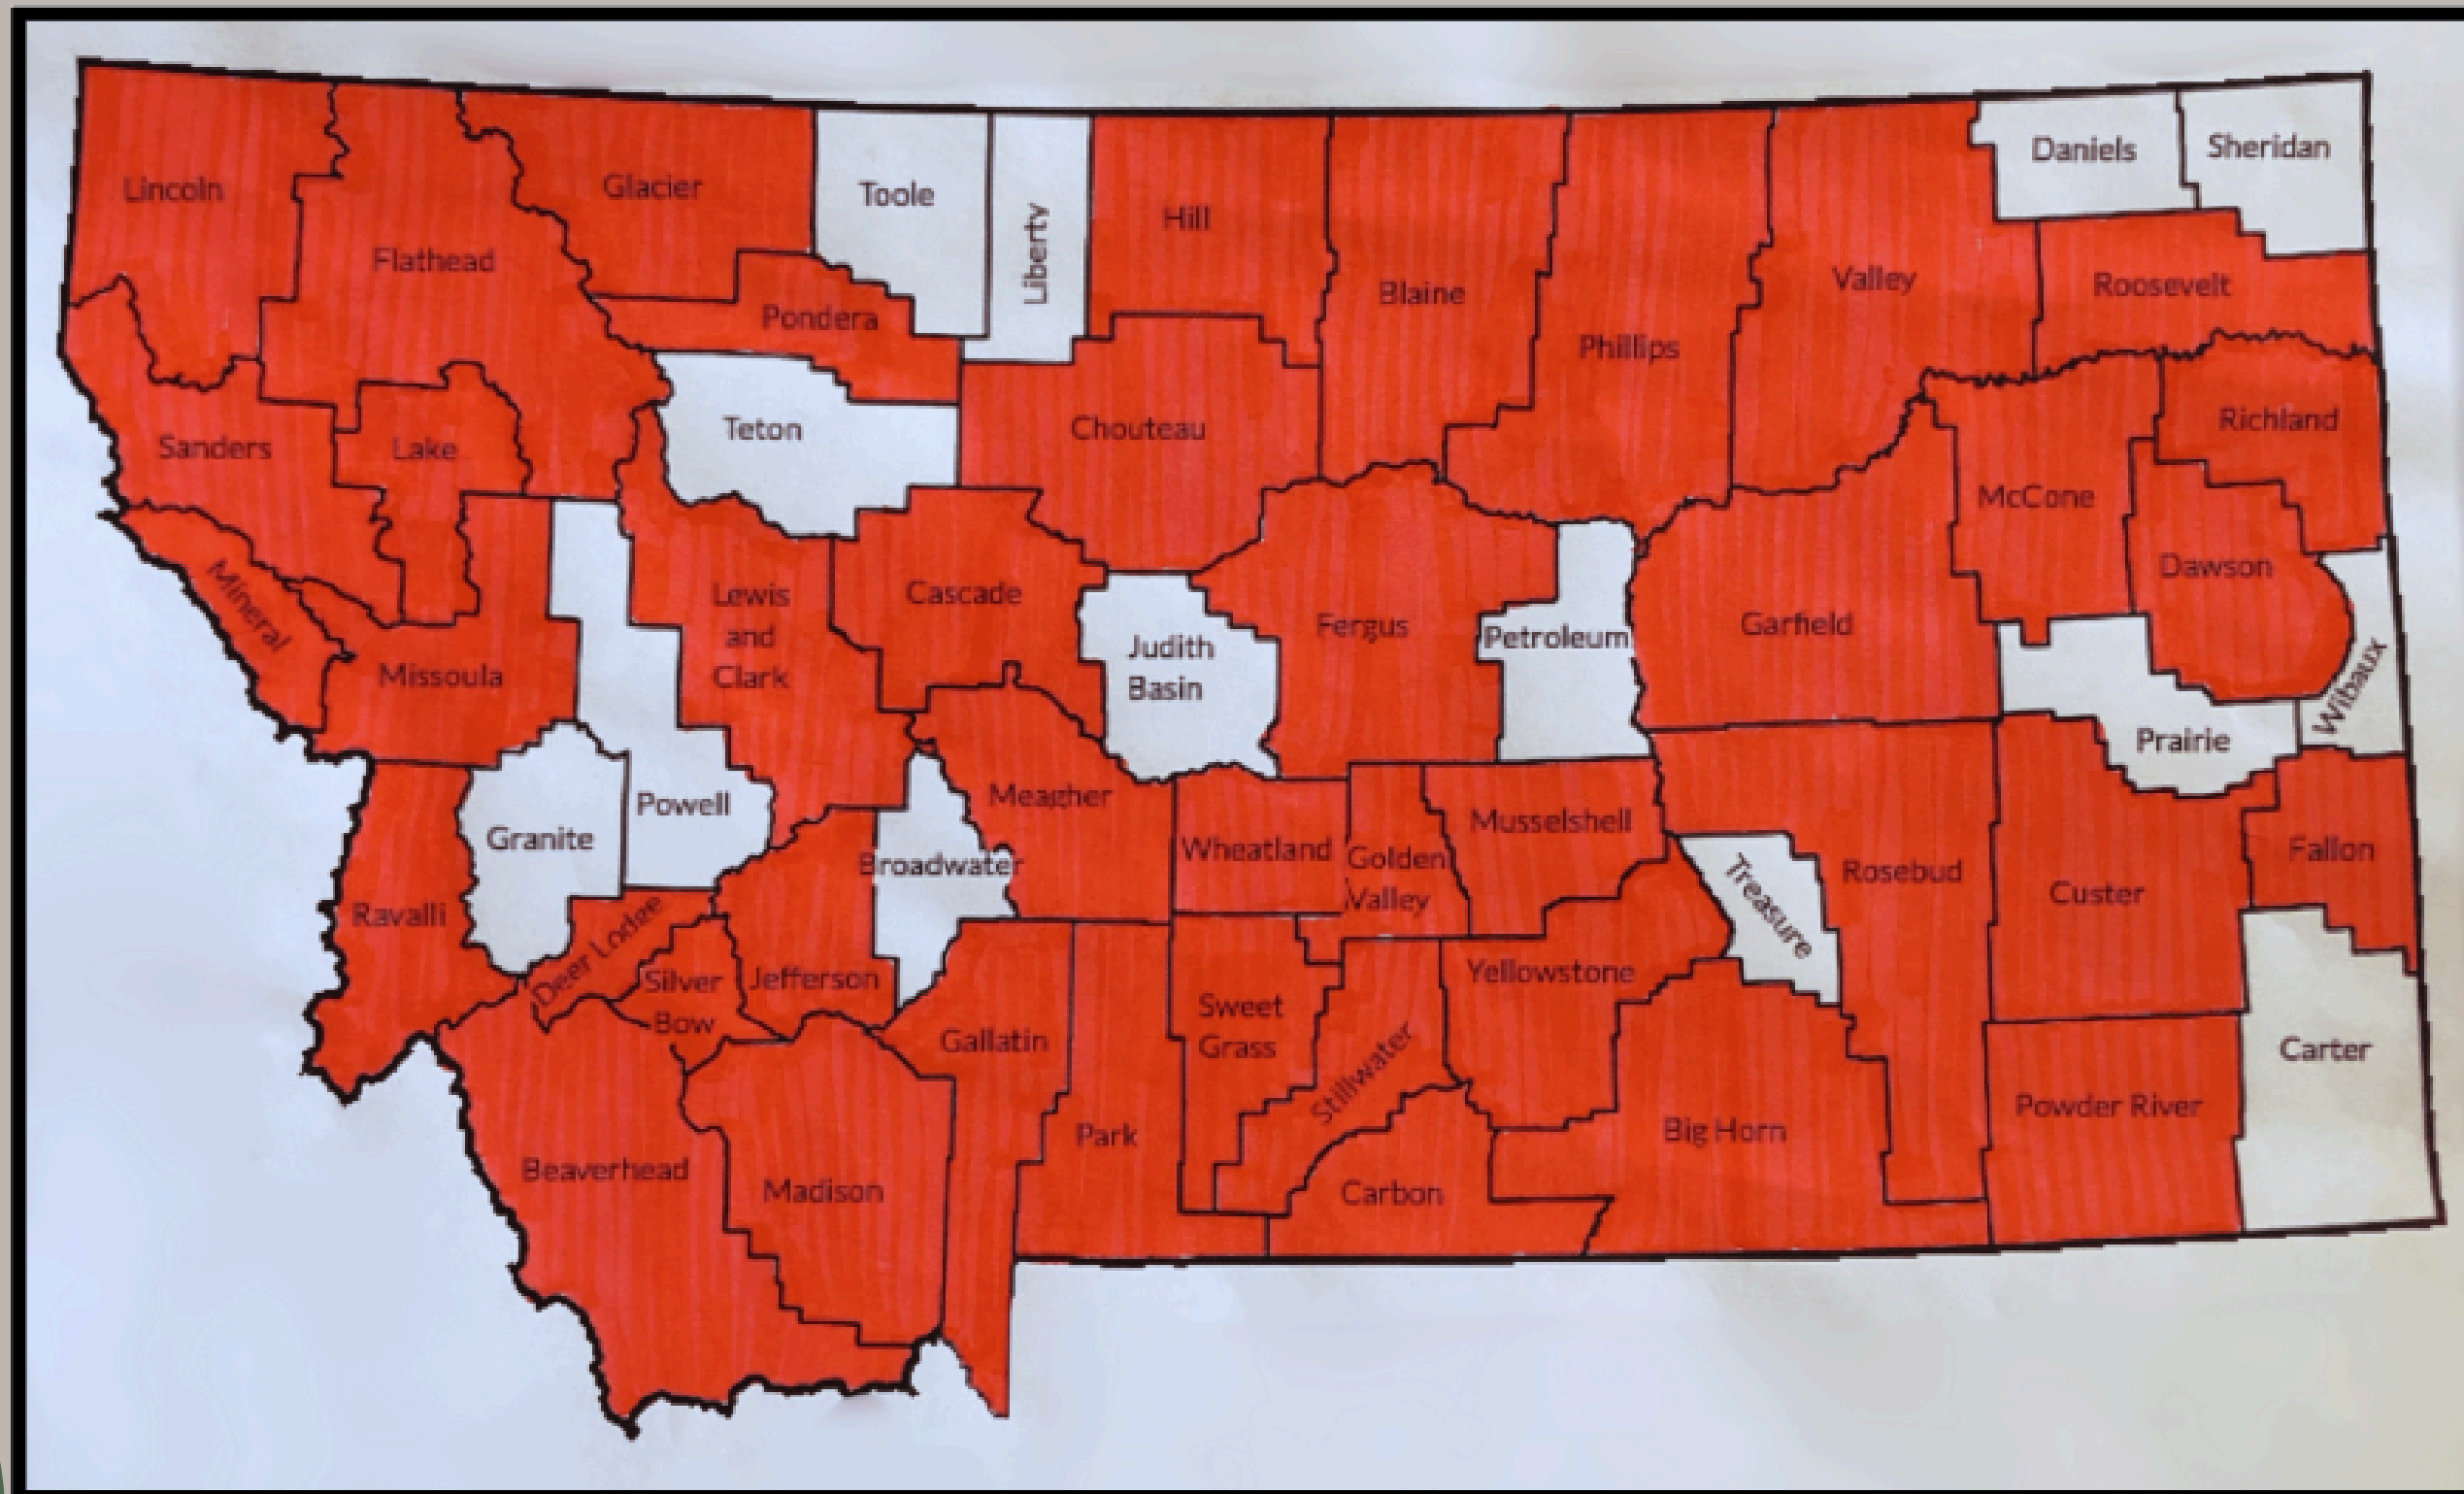 Lincoln
Flathead
Glacier
Toole
Liberty
Hill
Blaine
Phillips
Valley
Daniels
Sheridan
Roosevelt
Pondera
Teton
Chouteau
Sanders
Lake
Richland
McCone
Dawson
Mineral
Missoula
Lewis
and
Clark
Cascade
Judith
Basin
Fergus
Petroleum
Garfield
Prairie
Wibaux
Granite
Powell
Broadwater
Meagher
Wheatland
Golden
Valley
Musselshell
Treasure
Rosebud
Custer
Fallon
Ravalli
Deer Lodge
Silver
Bow
Jefferson
Gallatin
Sweet
Grass
Stillwater
Yellowstone
Carter
Beaverhead
Madison
Park
Carbon
Big Horn
Powder River